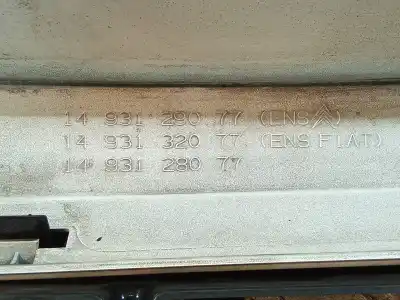 14 931 290 77 (ENS
14 931 320 77 (ENS FIAT)
14 931 280 77